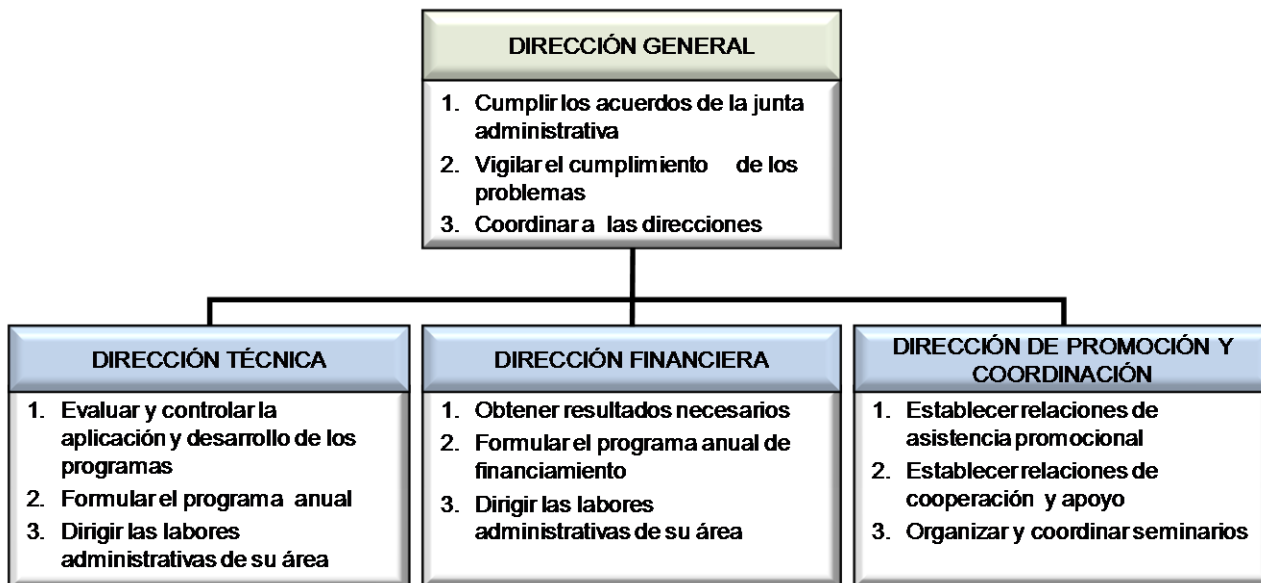 DIRECCIÓN GENERAL
1. Cumplir los acuerdos de la junta
administrativa
2. Vigilar el cumplimiento de los
problemas
3. Coordinar a las direcciones
DIRECCIÓN TÉCNICA
1. Evaluar y controlar la
aplicación y desarrollo de los
programas
2. Formular el programa anual
3. Dirigir las labores
administrativas de su área
DIRECCIÓN FINANCIERA
1. Obtener resultados necesarios
2. Formular el programa anual de
financiamiento
3. Dirigir las labores
administrativas de su área
DIRECCIÓN DE PROMOCIÓN Y
COORDINACIÓN
1. Establecer relaciones de
asistencia promocional
2. Establecer relaciones de
cooperación y apoyo
3. Organizar y coordinar seminarios